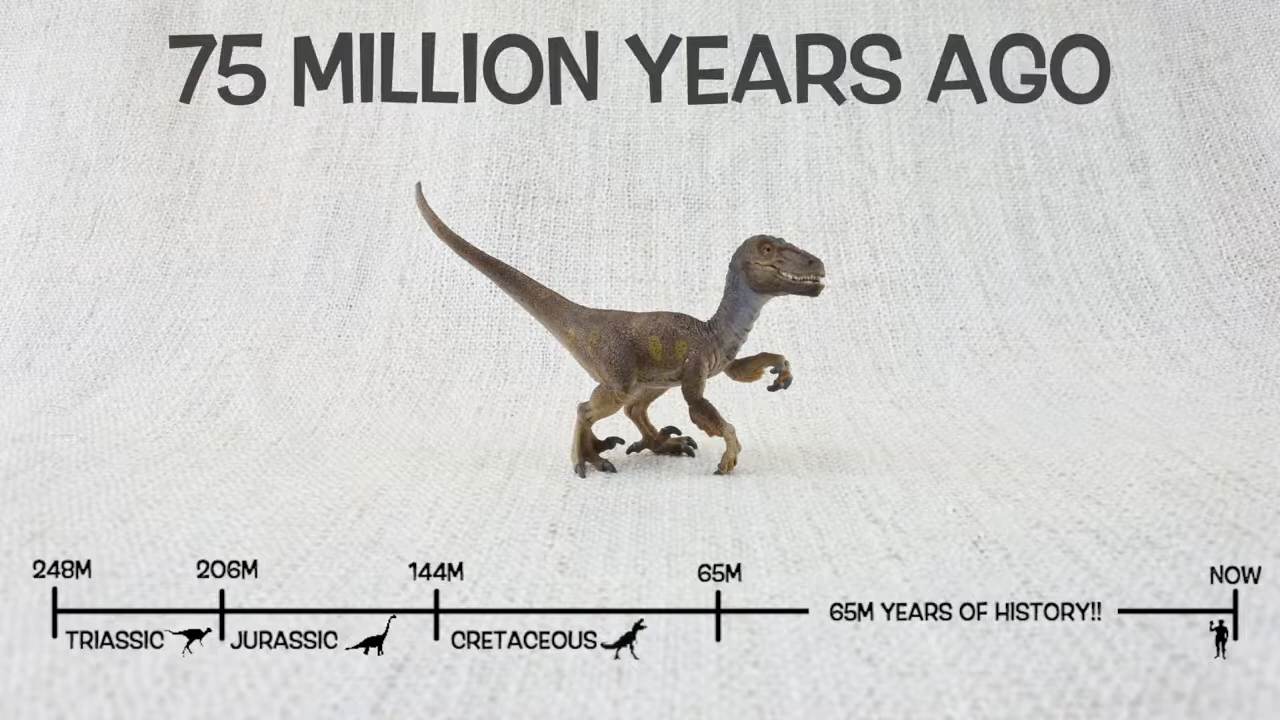 75 MILLION YEARS AGO
248M 206M 144M 65M NOW
65M YEARS OF HISTORY!!
TRIASSIC JURASSIC CRETACEOUS